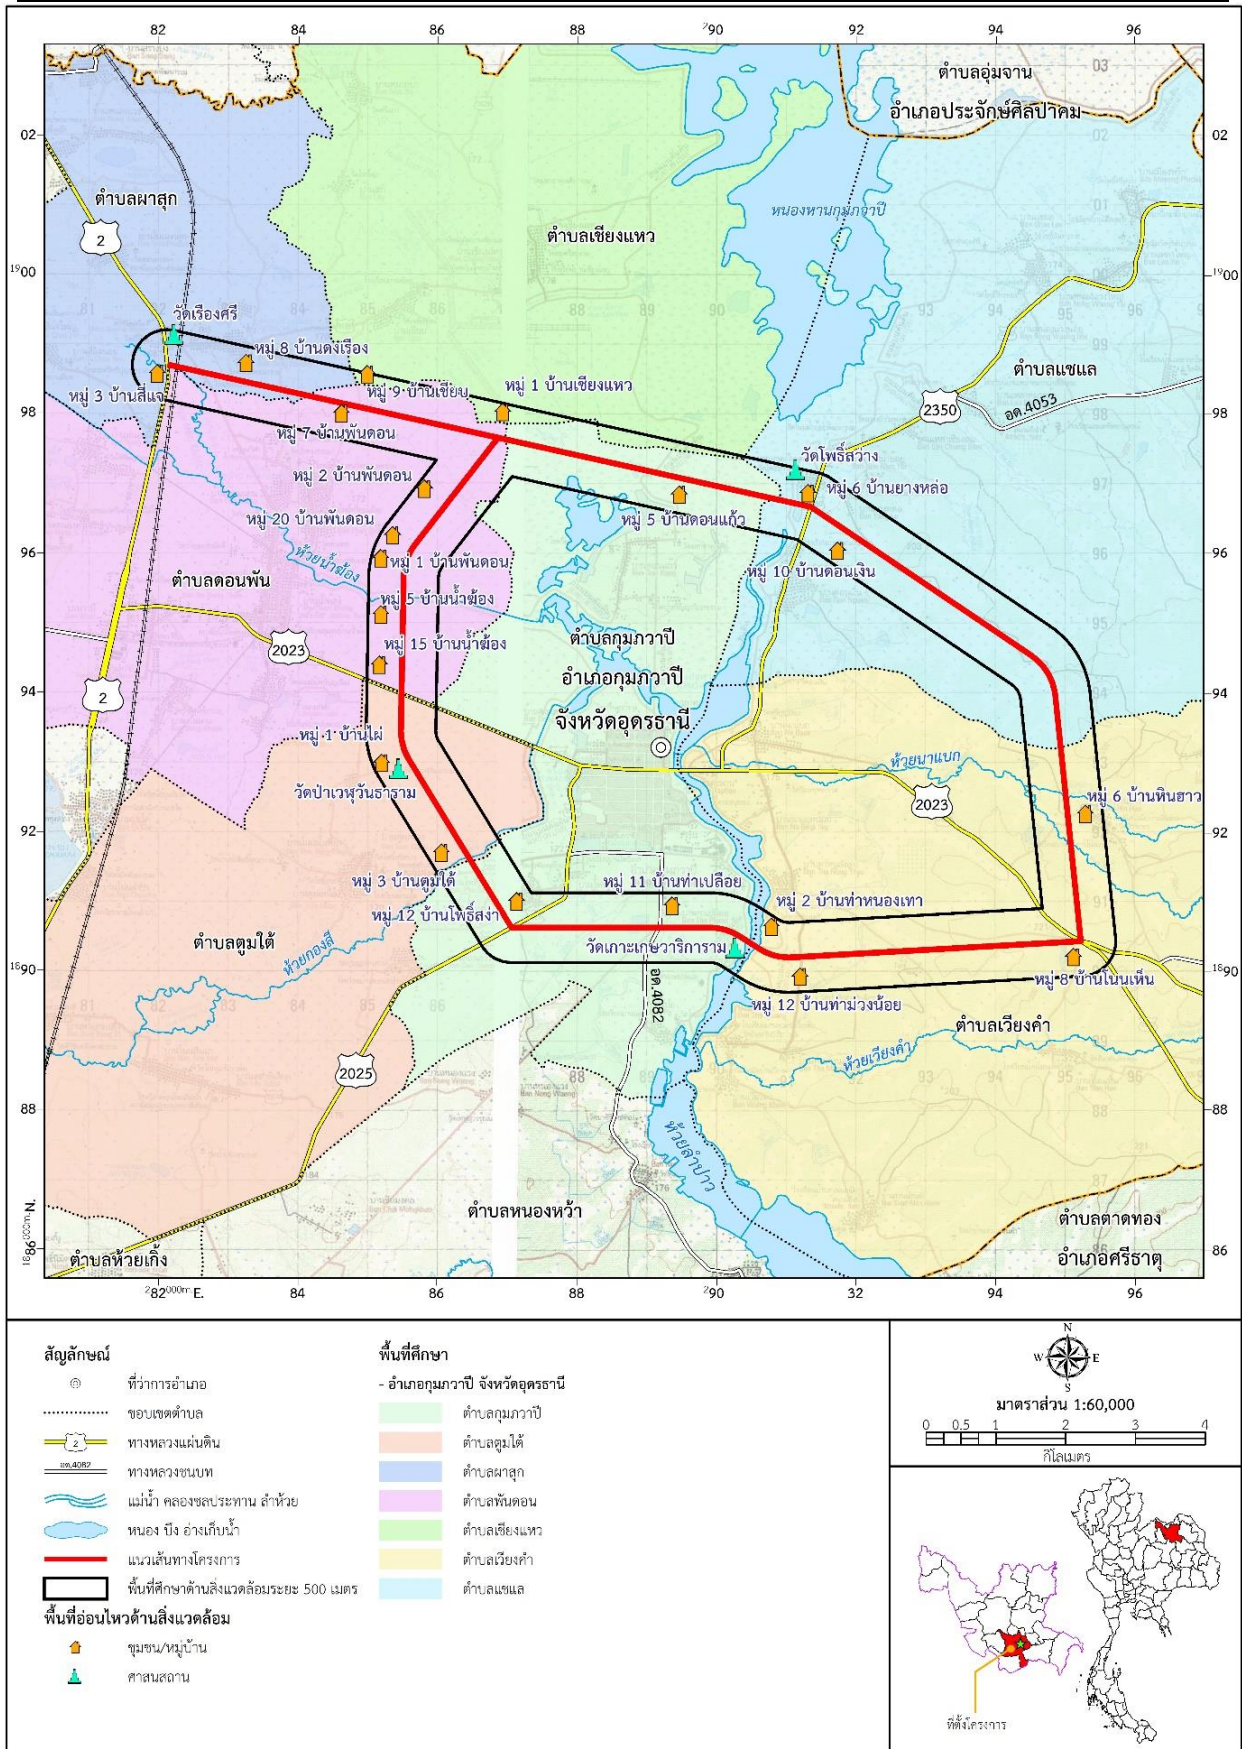 82
84
86
²90
92
94
96
03
02
02
ตำบลอุ่มจาน
อำเภอประจักษ์ศิลปาคม
ตำบลผาสุก
2
หนองหานกุมภวาปี
ตำบลเชียงแหว
¹⁹00
¹⁹00
วัดเรืองศรี
หมู่ 8 บ้านดงเรือง
ตำบลแชแล
หมู่ 3 บ้านสี่แจ
หมู่ 9 บ้านเชียบ
หมู่ 1 บ้านเชียงแหว
98
98
2350
อด.4053
หมู่ 7 บ้านพันดอน
วัดโพธิ์สว่าง
หมู่ 2 บ้านพันดอน
หมู่ 6 บ้านยางหล่อ
หมู่ 20 บ้านพันดอน
หมู่ 5 บ้านดอนแก้ว
96
96
ห้วยน้ำฆ้อง
หมู่ 1 บ้านพันดอน
หมู่ 10 บ้านดอนเงิน
ตำบลดอนพัน
หมู่ 5 บ้านน้ำฆ้อง
2023
หมู่ 15 บ้านน้ำฆ้อง
ตำบลกุมภวาปี
อำเภอกุมภวาปี
94
94
2
จังหวัดอุดรธานี
หมู่ 1 บ้านไผ่
วัดป่าเวฬุวันธาราม
ห้วยนาแบก
2023
หมู่ 6 บ้านหินฮาว
92
92
หมู่ 3 บ้านตูมใต้
หมู่ 11 บ้านท่าเปลือย
หมู่ 2 บ้านท่าหนองเทา
หมู่ 12 บ้านโพธิ์สง่า
ตำบลตูมใต้
วัดเกาะเกษวาริการาม
ห้วยกองสี
¹⁸90
¹⁸90
อด.4082
หมู่ 8 บ้านโนนเห็น
หมู่ 12 บ้านท่าม่วงน้อย
ตำบลเวียงคำ
ห้วยเวียงคำ
2025
88
88
ห้วยลำปาว
ตำบลหนองหว้า
ตำบลตาดทอง
ตำบลห้วยเกิ้ง
อำเภอศรีธาตุ
¹⁸86⁰⁰⁰ᵐ·N.
86
²82⁰⁰⁰ᵐ·E.
84
86
88
²90
92
94
96
สัญลักษณ์
ที่ว่าการอำเภอ
ขอบเขตตำบล
2
ทางหลวงแผ่นดิน
อด.4082
ทางหลวงชนบท
แม่น้ำ คลองชลประทาน ลำห้วย
หนอง บึง อ่างเก็บน้ำ
แนวเส้นทางโครงการ
พื้นที่ศึกษาด้านสิ่งแวดล้อมระยะ 500 เมตร
พื้นที่อ่อนไหวด้านสิ่งแวดล้อม
ชุมชน/หมู่บ้าน
ศาสนสถาน
พื้นที่ศึกษา
- อำเภอกุมภวาปี จังหวัดอุดรธานี
ตำบลกุมภวาปี
ตำบลตูมใต้
ตำบลผาสุก
ตำบลพันดอน
ตำบลเชียงแหว
ตำบลเวียงคำ
ตำบลแชแล
N
W E
S
มาตราส่วน 1:60,000
0 0.5 1 2 3 4
กิโลเมตร
ที่ตั้งโครงการ